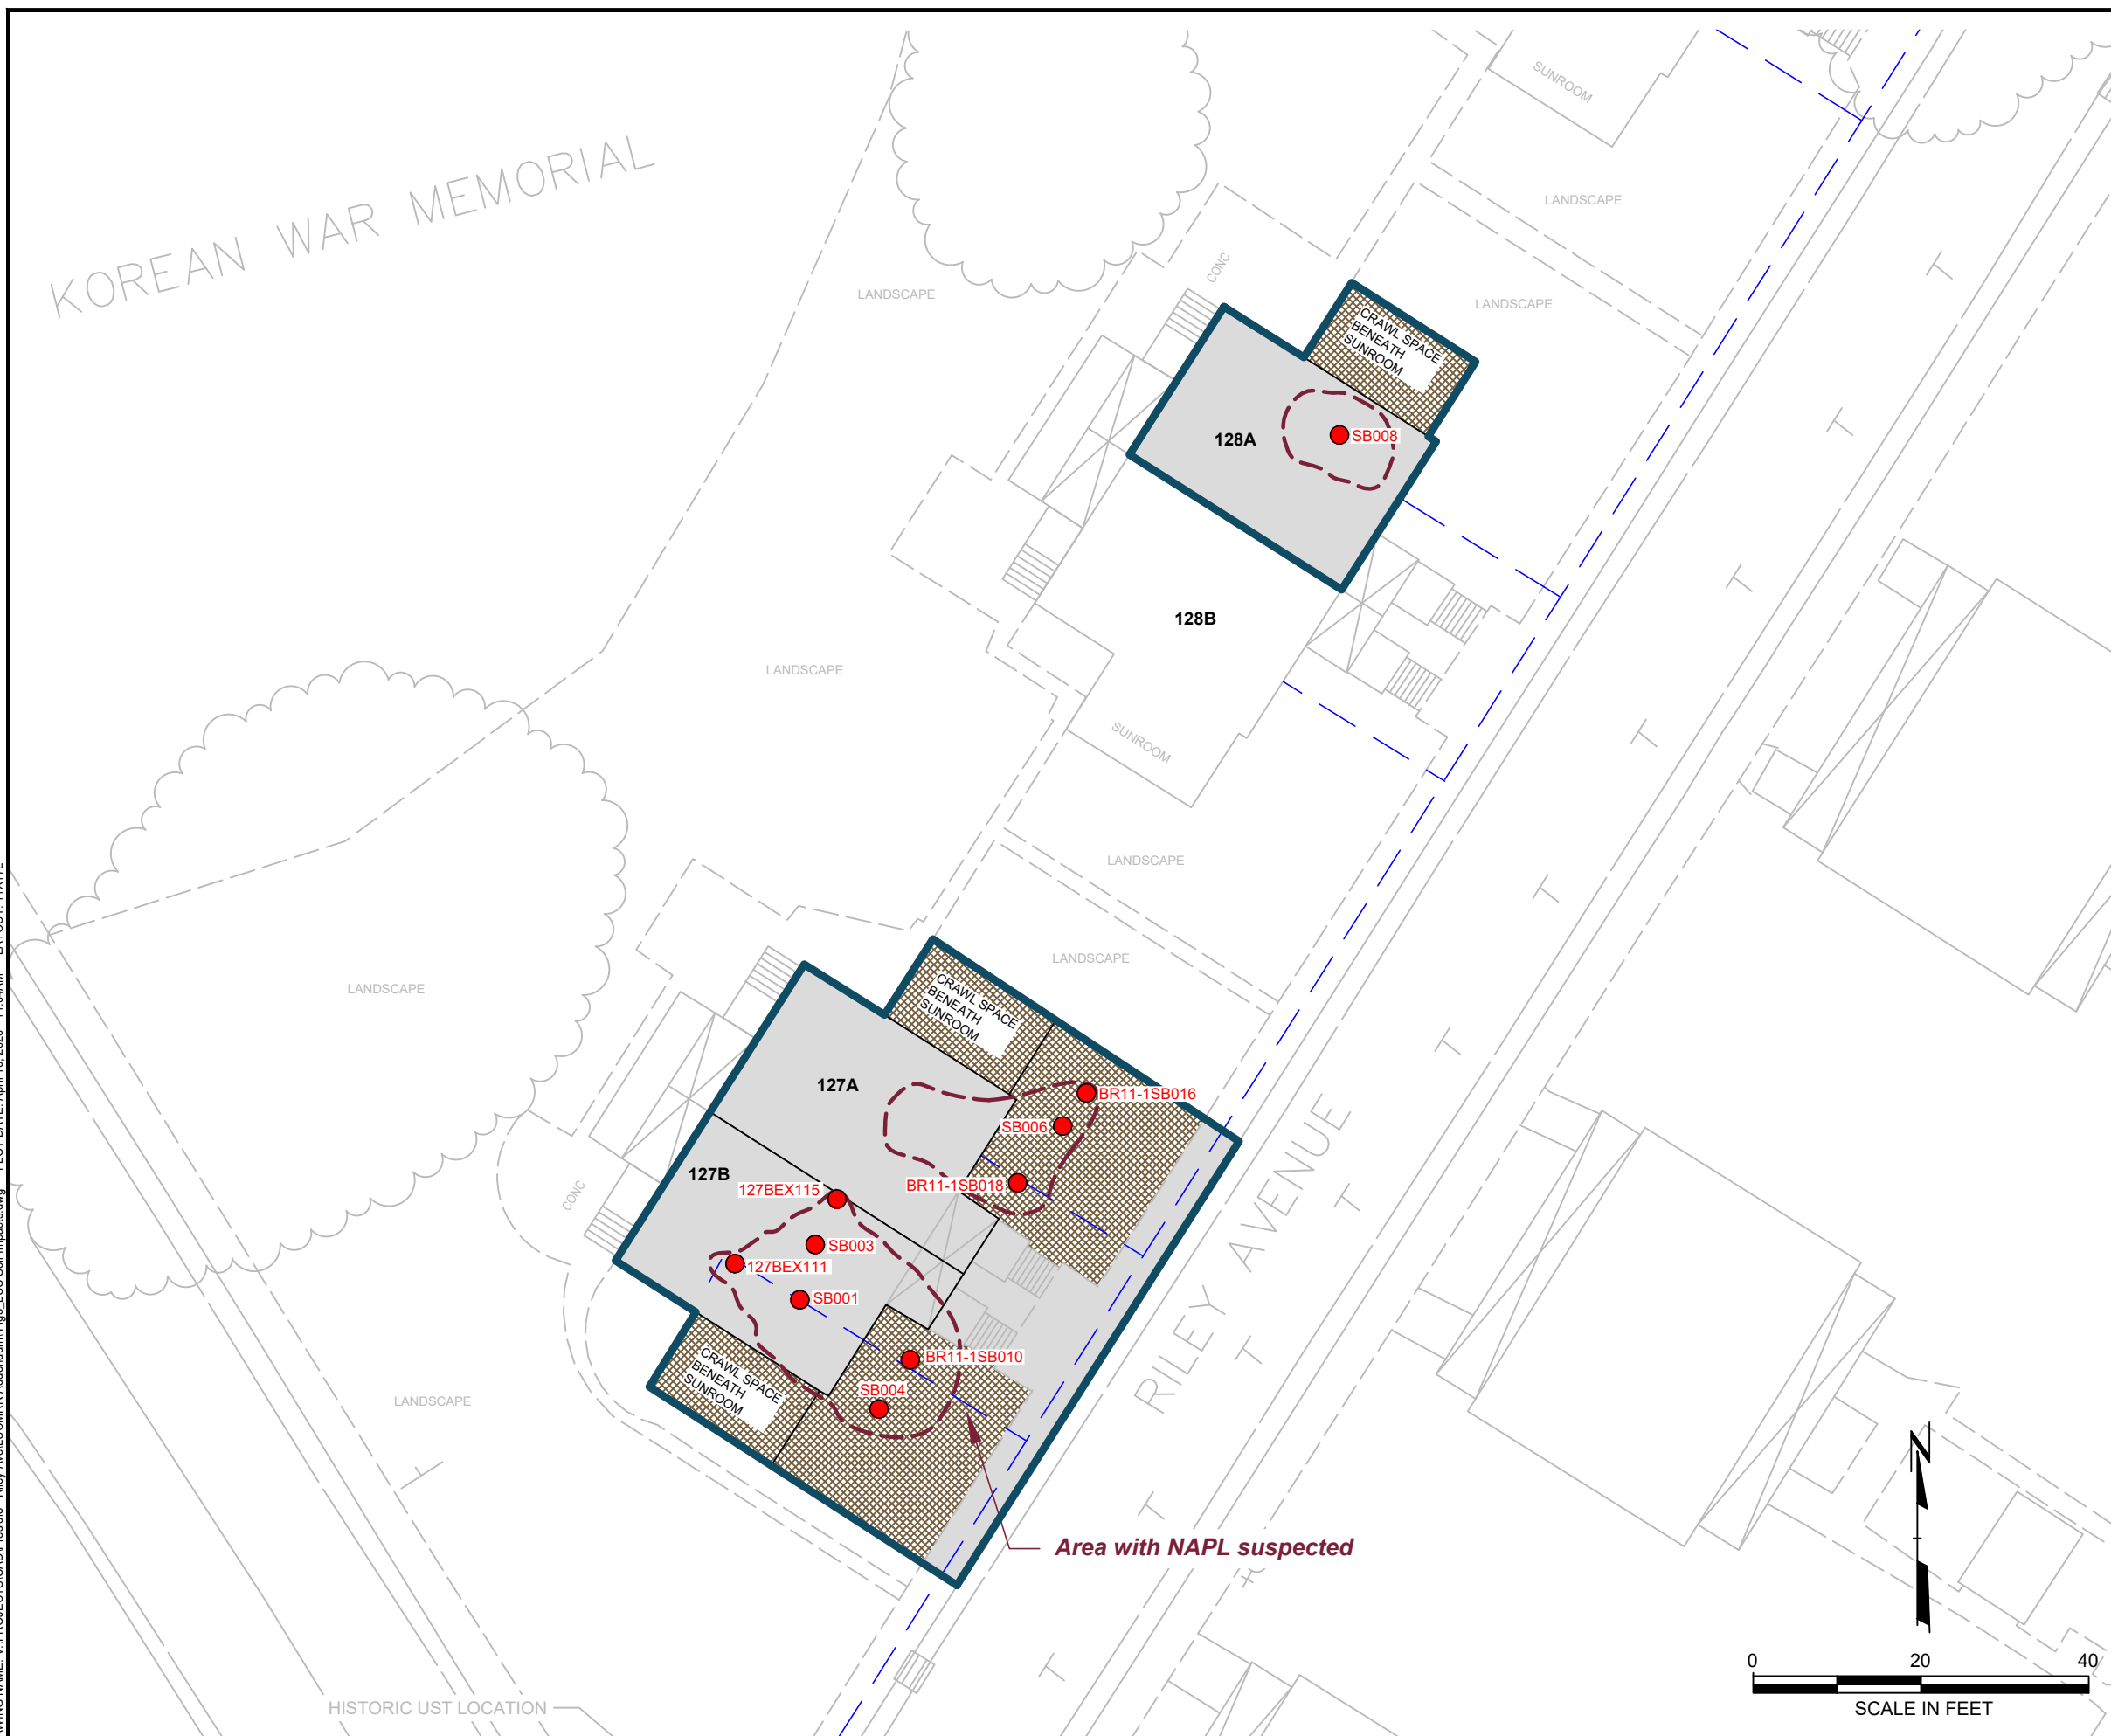 KOREAN WAR MEMORIAL
SUNROOM
LANDSCAPE
CONC
LANDSCAPE
LANDSCAPE
CRAWL SPACE
BENEATH
SUNROOM
128A
SB008
128B
LANDSCAPE
SUNROOM
LANDSCAPE
LANDSCAPE
LANDSCAPE
CRAWL SPACE
BENEATH
SUNROOM
127A
BR11-1SB016
SB006
RILEY AVENUE
127B
BR11-1SB018
127BEX115
CONC
SB003
127BEX111
SB001
BR11-1SB010
CRAWL SPACE
BENEATH
SUNROOM
SB004
LANDSCAPE
N
Area with NAPL suspected
0 20 40
SCALE IN FEET
HISTORIC UST LOCATION